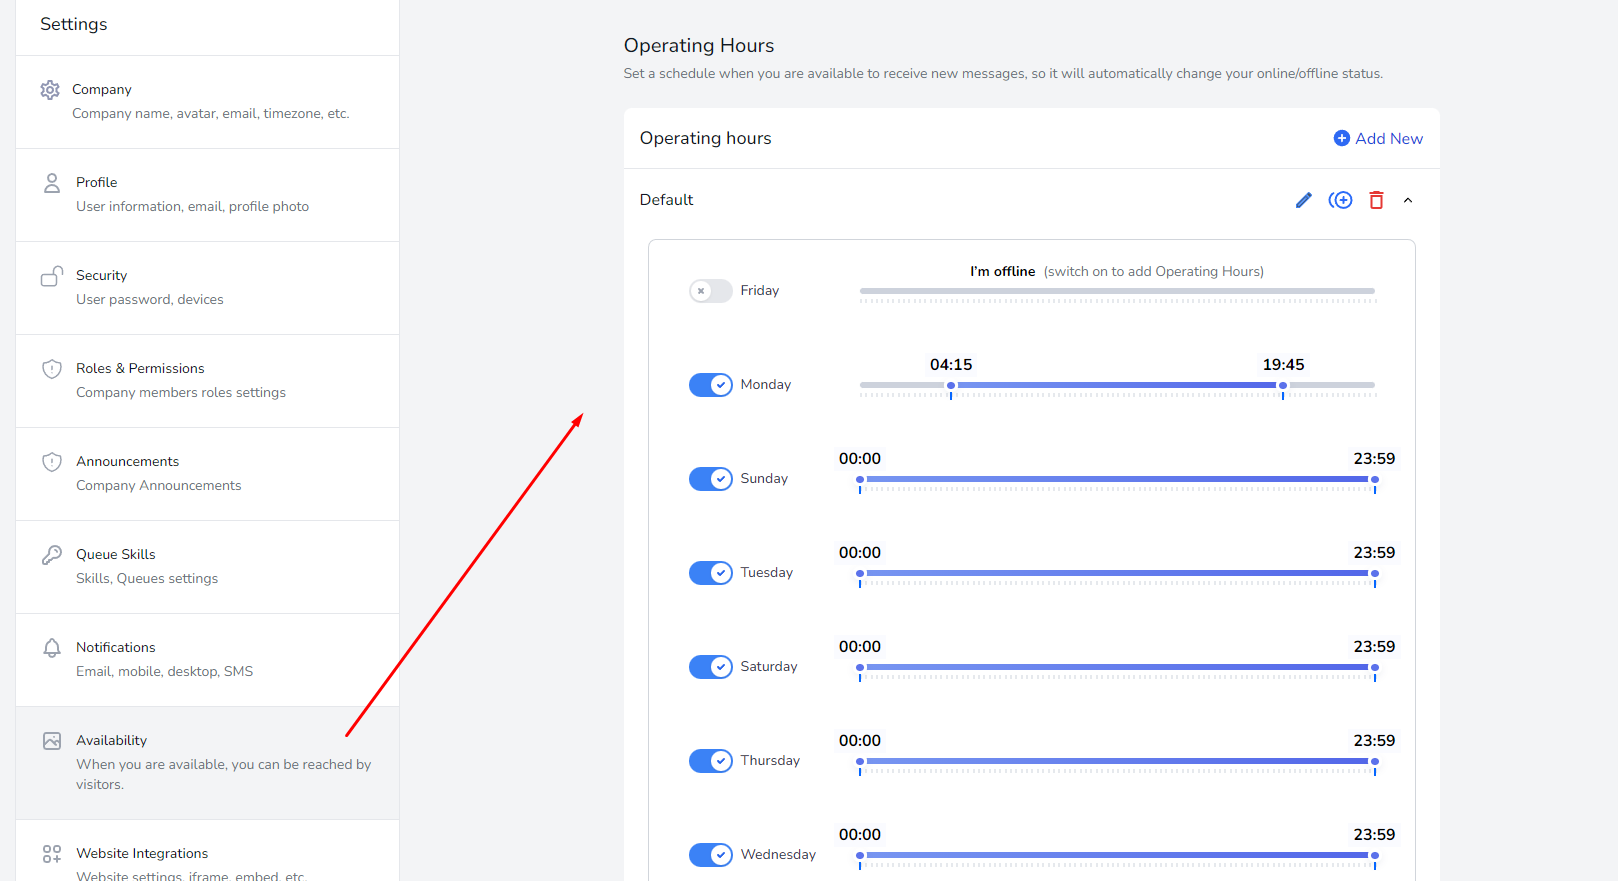 Settings
Company
Company name, avatar, email, timezone, etc.
Profile
User information, email, profile photo
Security
User password, devices
Roles & Permissions
Company members roles settings
Announcements
Company Announcements
Queue Skills
Skills, Queues settings
Notifications
Email, mobile, desktop, SMS
Availability
When you are available, you can be reached by
visitors.
Website Integrations
Website settings, iframe, embed, etc.
Operating Hours
Set a schedule when you are available to receive new messages, so it will automatically change your online/offline status.
Operating hours
Add New
Default
I'm offline (switch on to add Operating Hours)
Friday
04:15 19:45
Monday
00:00 23:59
Sunday
00:00 23:59
Tuesday
00:00 23:59
Saturday
00:00 23:59
Thursday
00:00 23:59
Wednesday